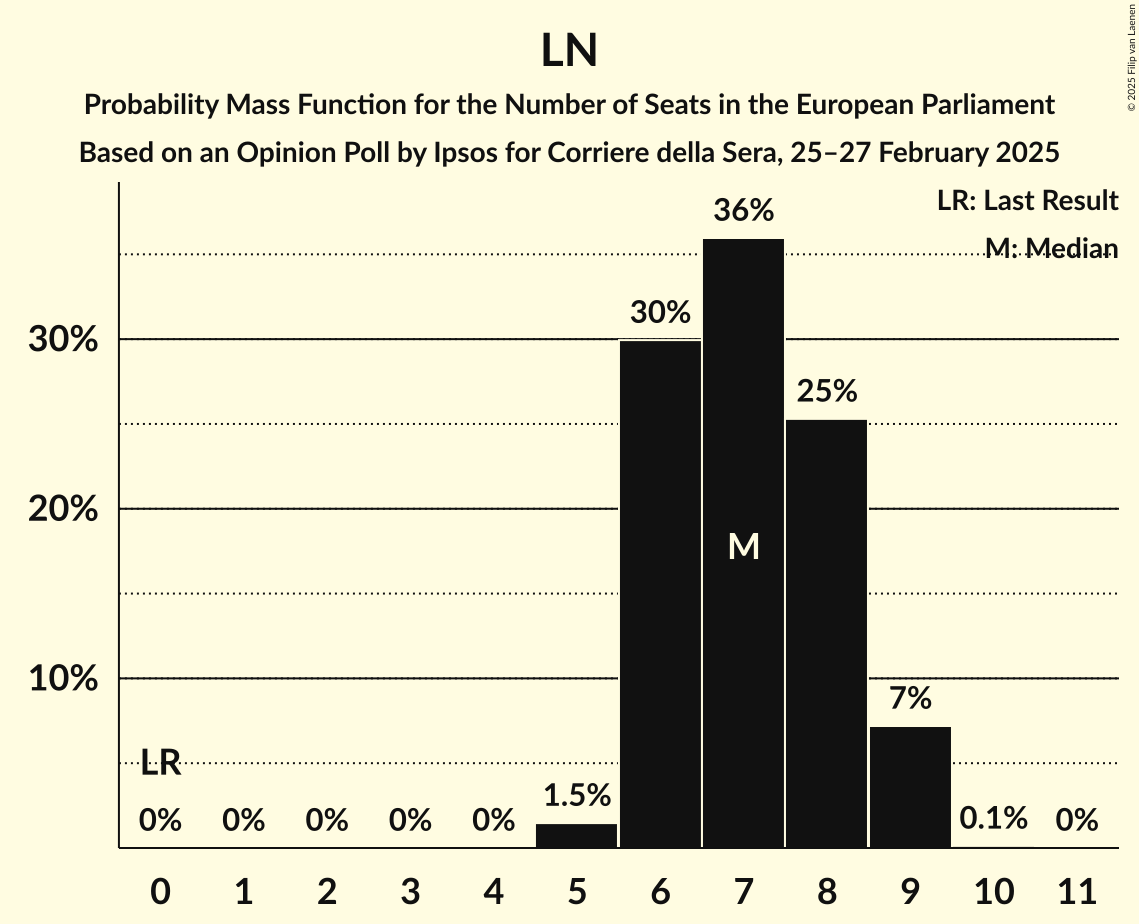 LN
Probability Mass Function for the Number of Seats in the European Parliament
Based on an Opinion Poll by Ipsos for Corriere della Sera, 25–27 February 2025
© 2025 Filip van Laenen
LR: Last Result
M: Median
36%
30%
30%
25%
20%
M
10%
7%
LR
1.5%
0% 0% 0% 0% 0% 0.1% 0%
0 1 2 3 4 5 6 7 8 9 10 11